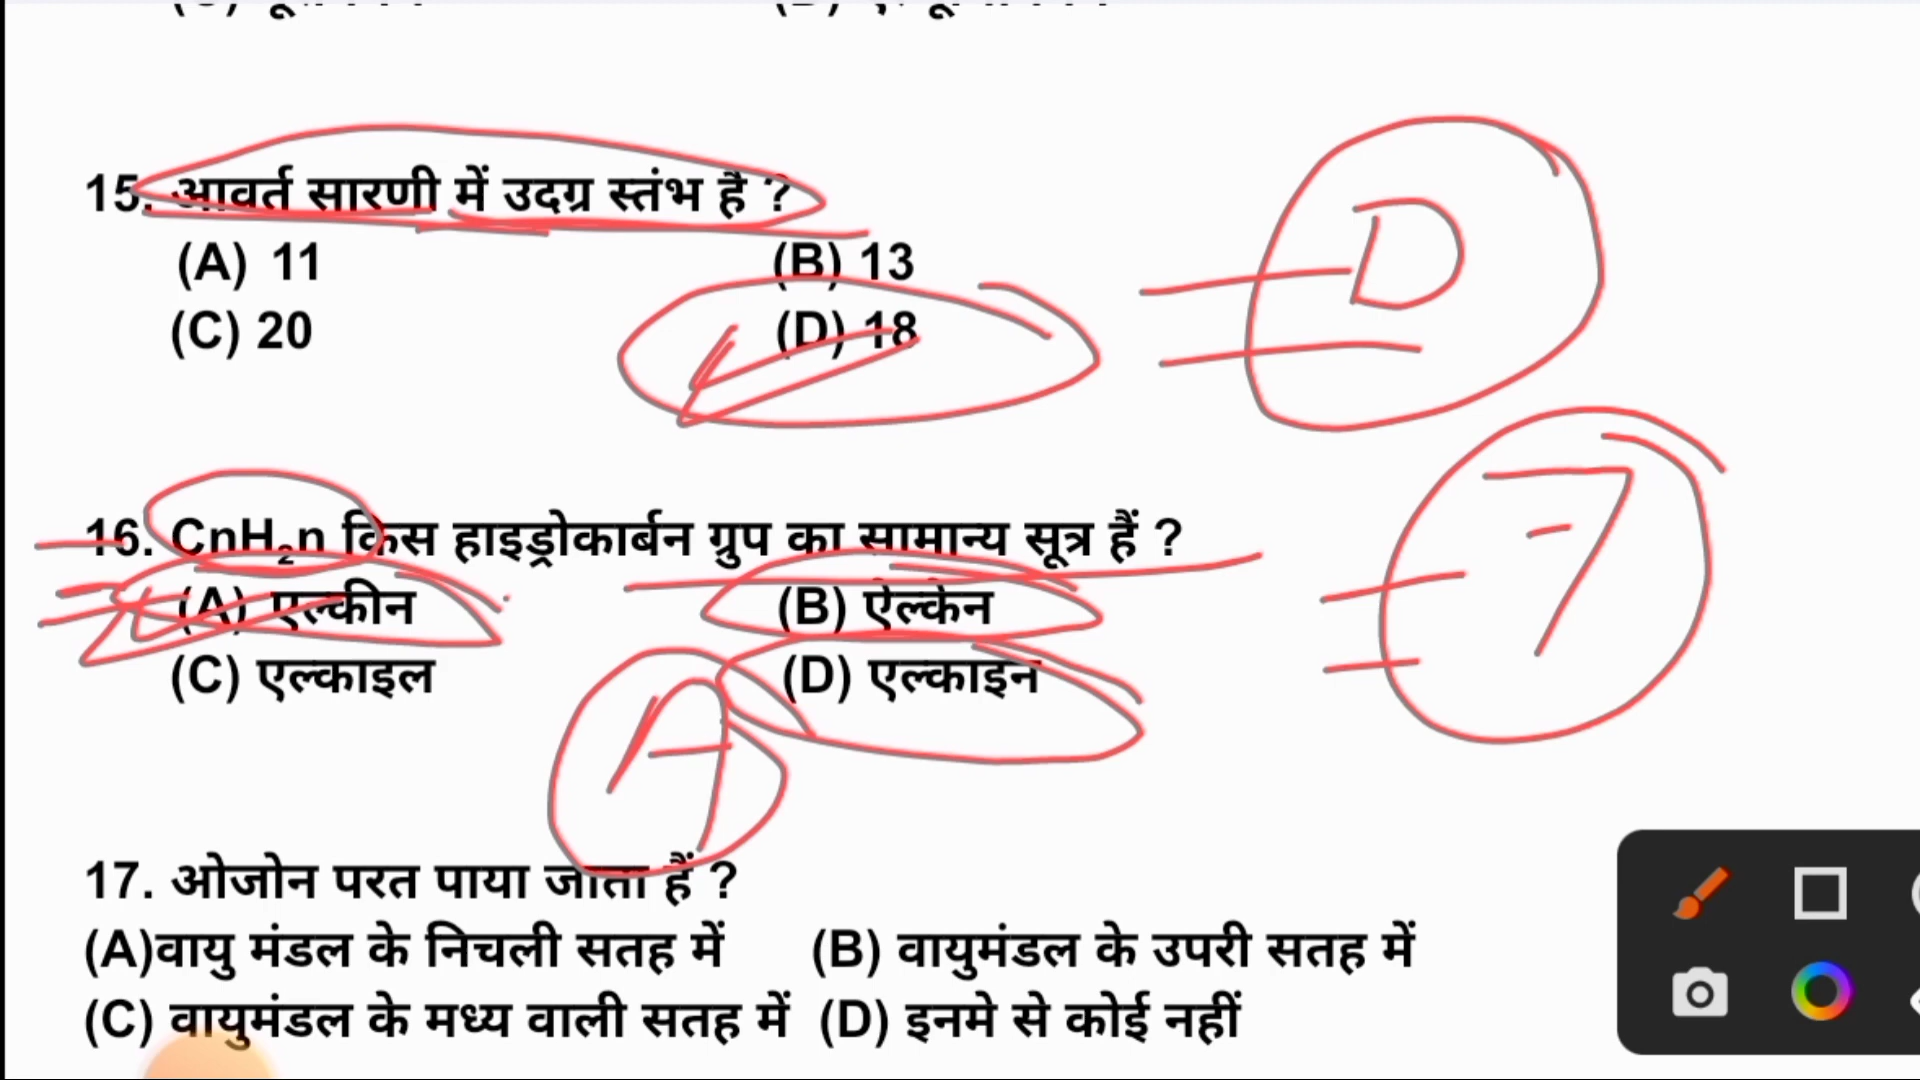 15. आवर्त सारणी में उदग्र स्तंभ है ?
(A) 11 (B) 13
(C) 20 (D) 18
D
16. CnH₂n किस हाइड्रोकार्बन ग्रुप का सामान्य सूत्र हैं ?
(A) एल्कीन (B) ऐल्केन
(C) एल्काइल (D) एल्काइन
7
A
17. ओजोन परत पाया जाता हैं ?
(A)वायु मंडल के निचली सतह में (B) वायुमंडल के उपरी सतह में
(C) वायुमंडल के मध्य वाली सतह में (D) इनमे से कोई नहीं